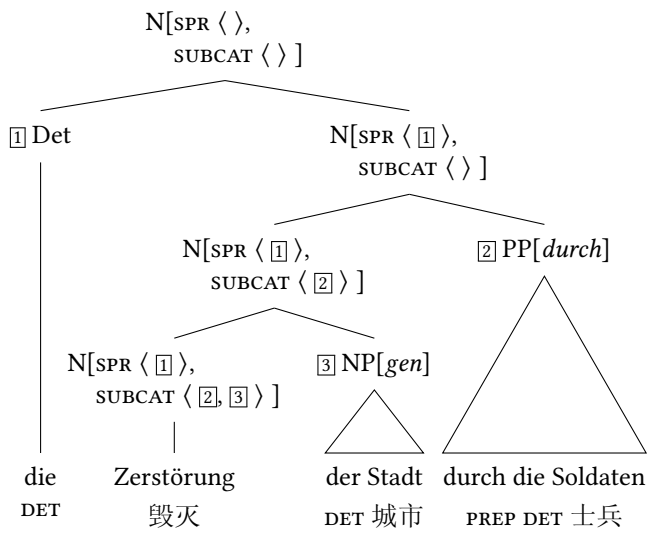 N[SPR ⟨ ⟩,
SUBCAT ⟨ ⟩ ]
1 Det
N[SPR ⟨ 1 ⟩,
SUBCAT ⟨ ⟩ ]
N[SPR ⟨ 1 ⟩,
SUBCAT ⟨ 2 ⟩ ]
2 PP[durch]
N[SPR ⟨ 1 ⟩,
SUBCAT ⟨ 2, 3 ⟩ ]
3 NP[gen]
die Zerstörung der Stadt durch die Soldaten
DET 毁灭 DET 城市 PREP DET 士兵